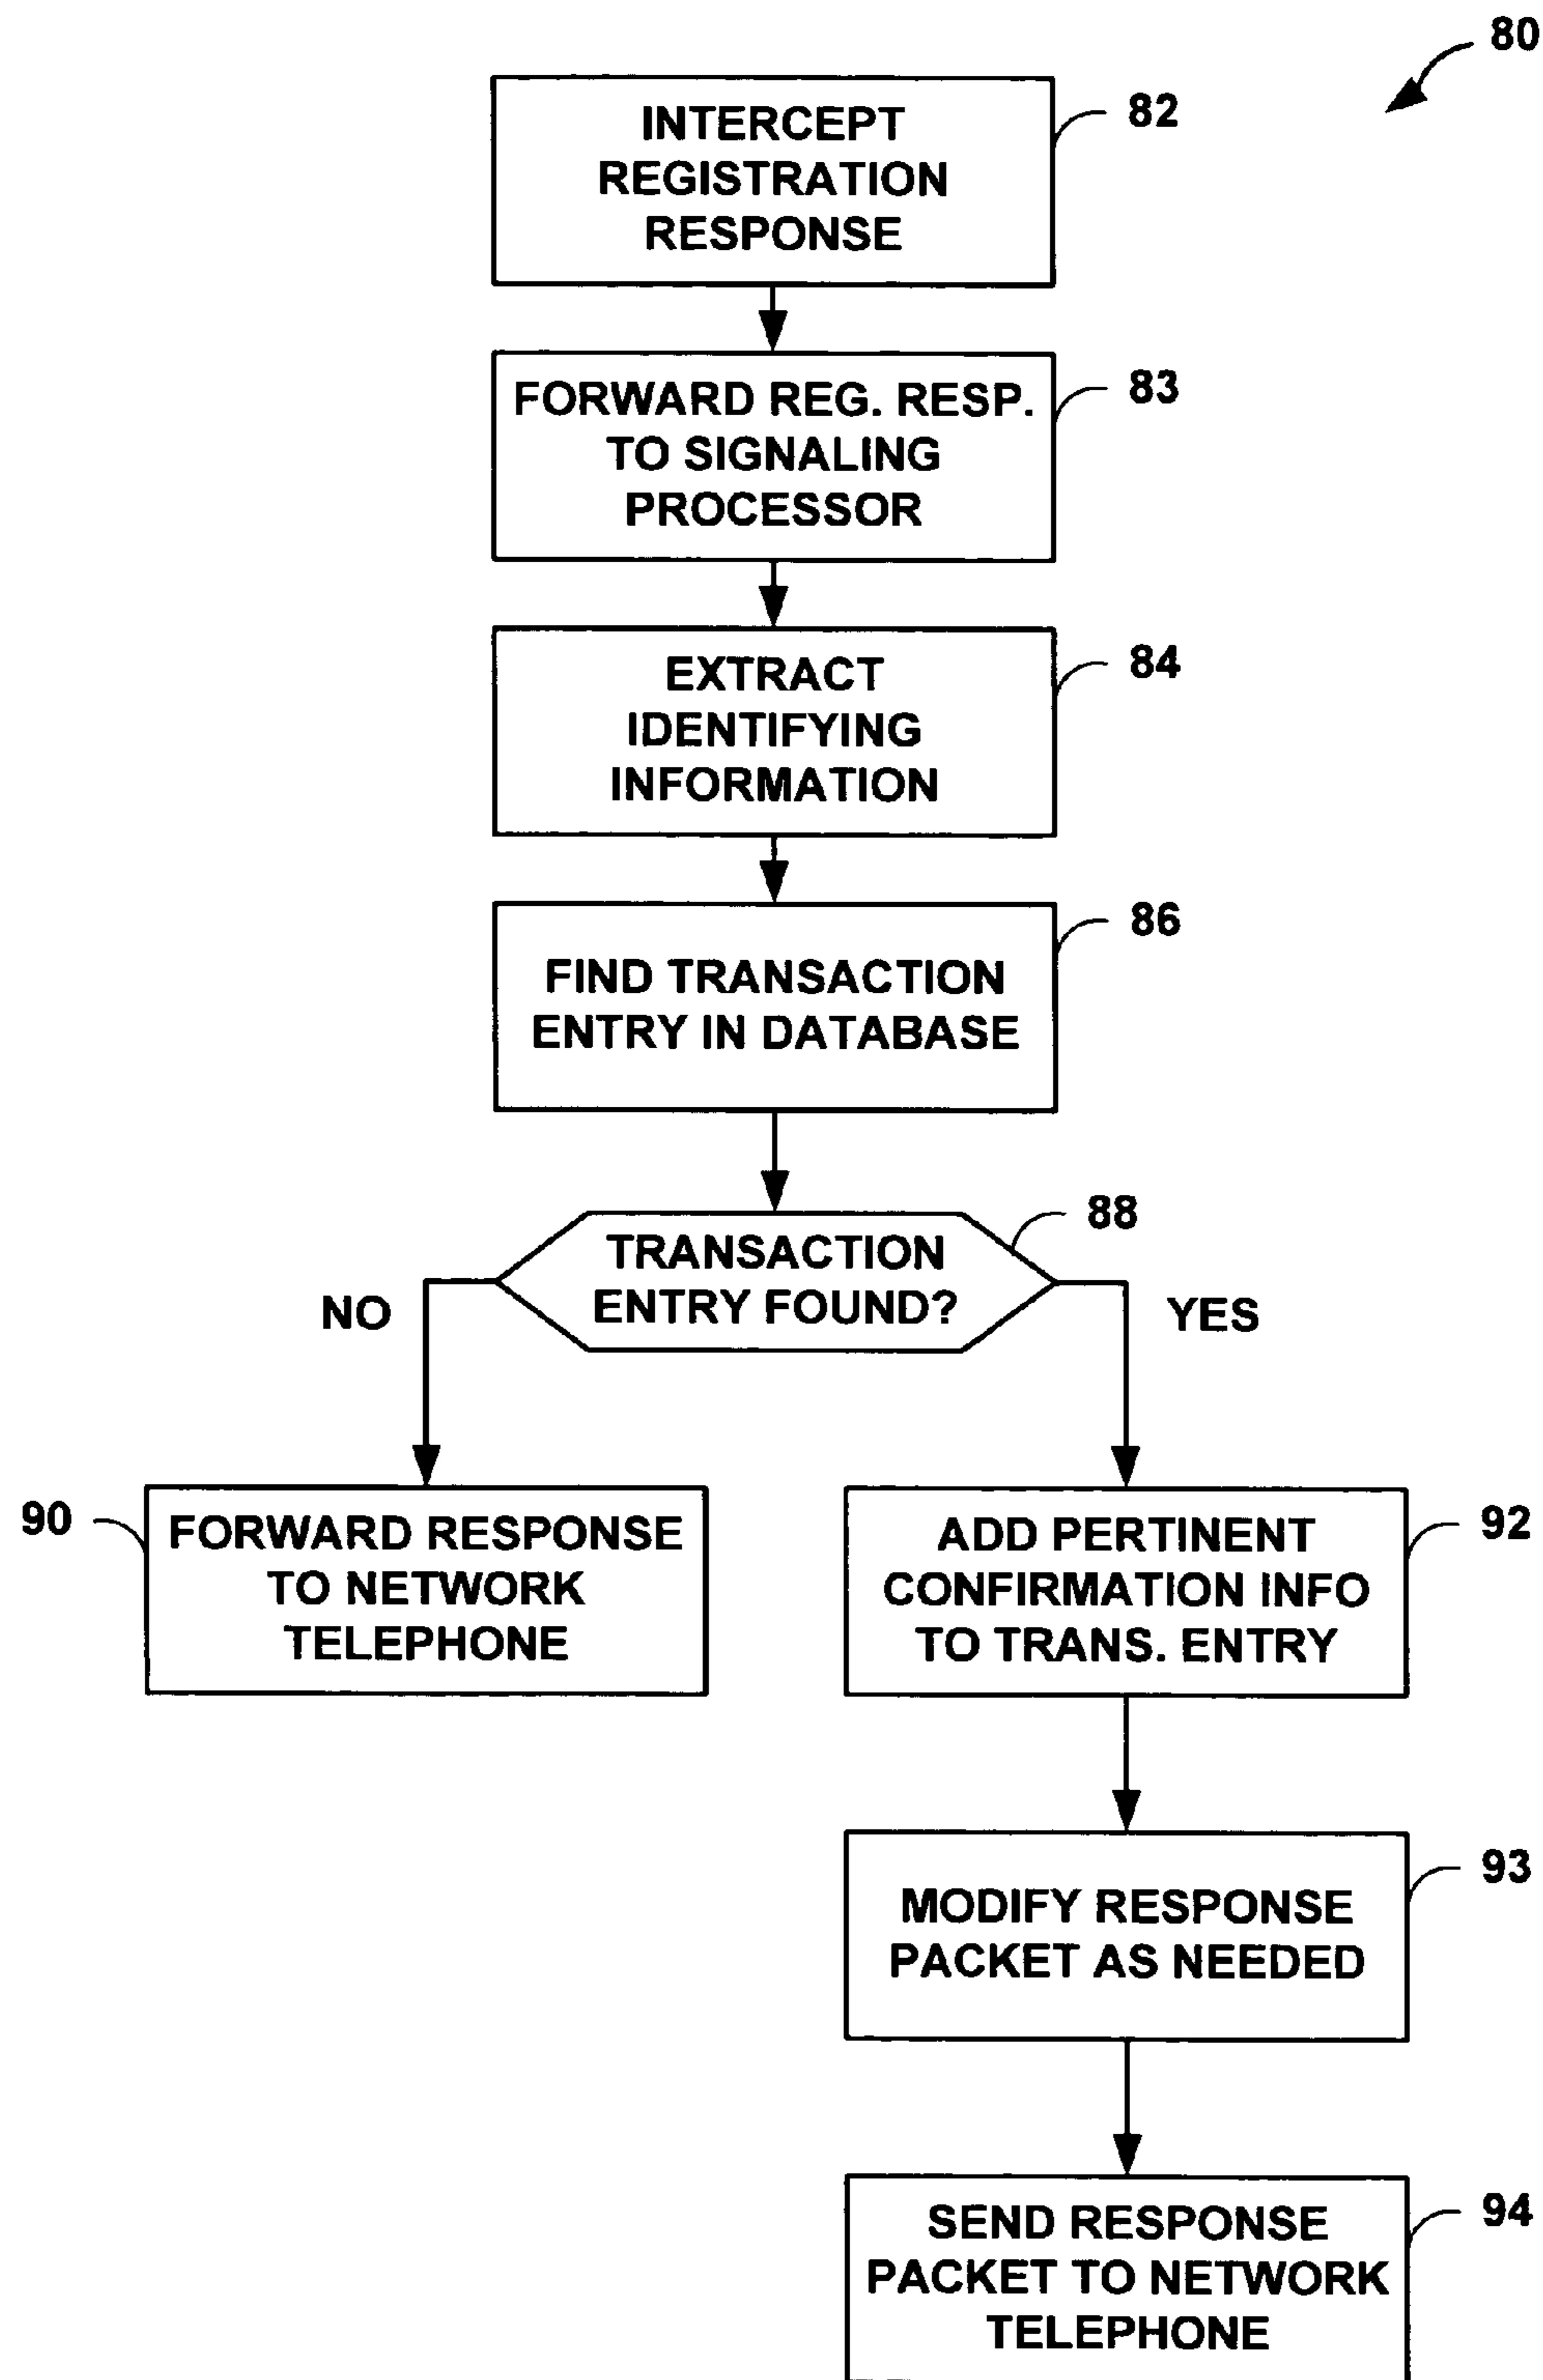 80
INTERCEPT
REGISTRATION
RESPONSE
82
FORWARD REG. RESP.
TO SIGNALING
PROCESSOR
83
EXTRACT
IDENTIFYING
INFORMATION
84
FIND TRANSACTION
ENTRY IN DATABASE
86
TRANSACTION
ENTRY FOUND?
88
NO
YES
90
FORWARD RESPONSE
TO NETWORK
TELEPHONE
ADD PERTINENT
CONFIRMATION INFO
TO TRANS. ENTRY
92
MODIFY RESPONSE
PACKET AS NEEDED
93
SEND RESPONSE
PACKET TO NETWORK
TELEPHONE
94